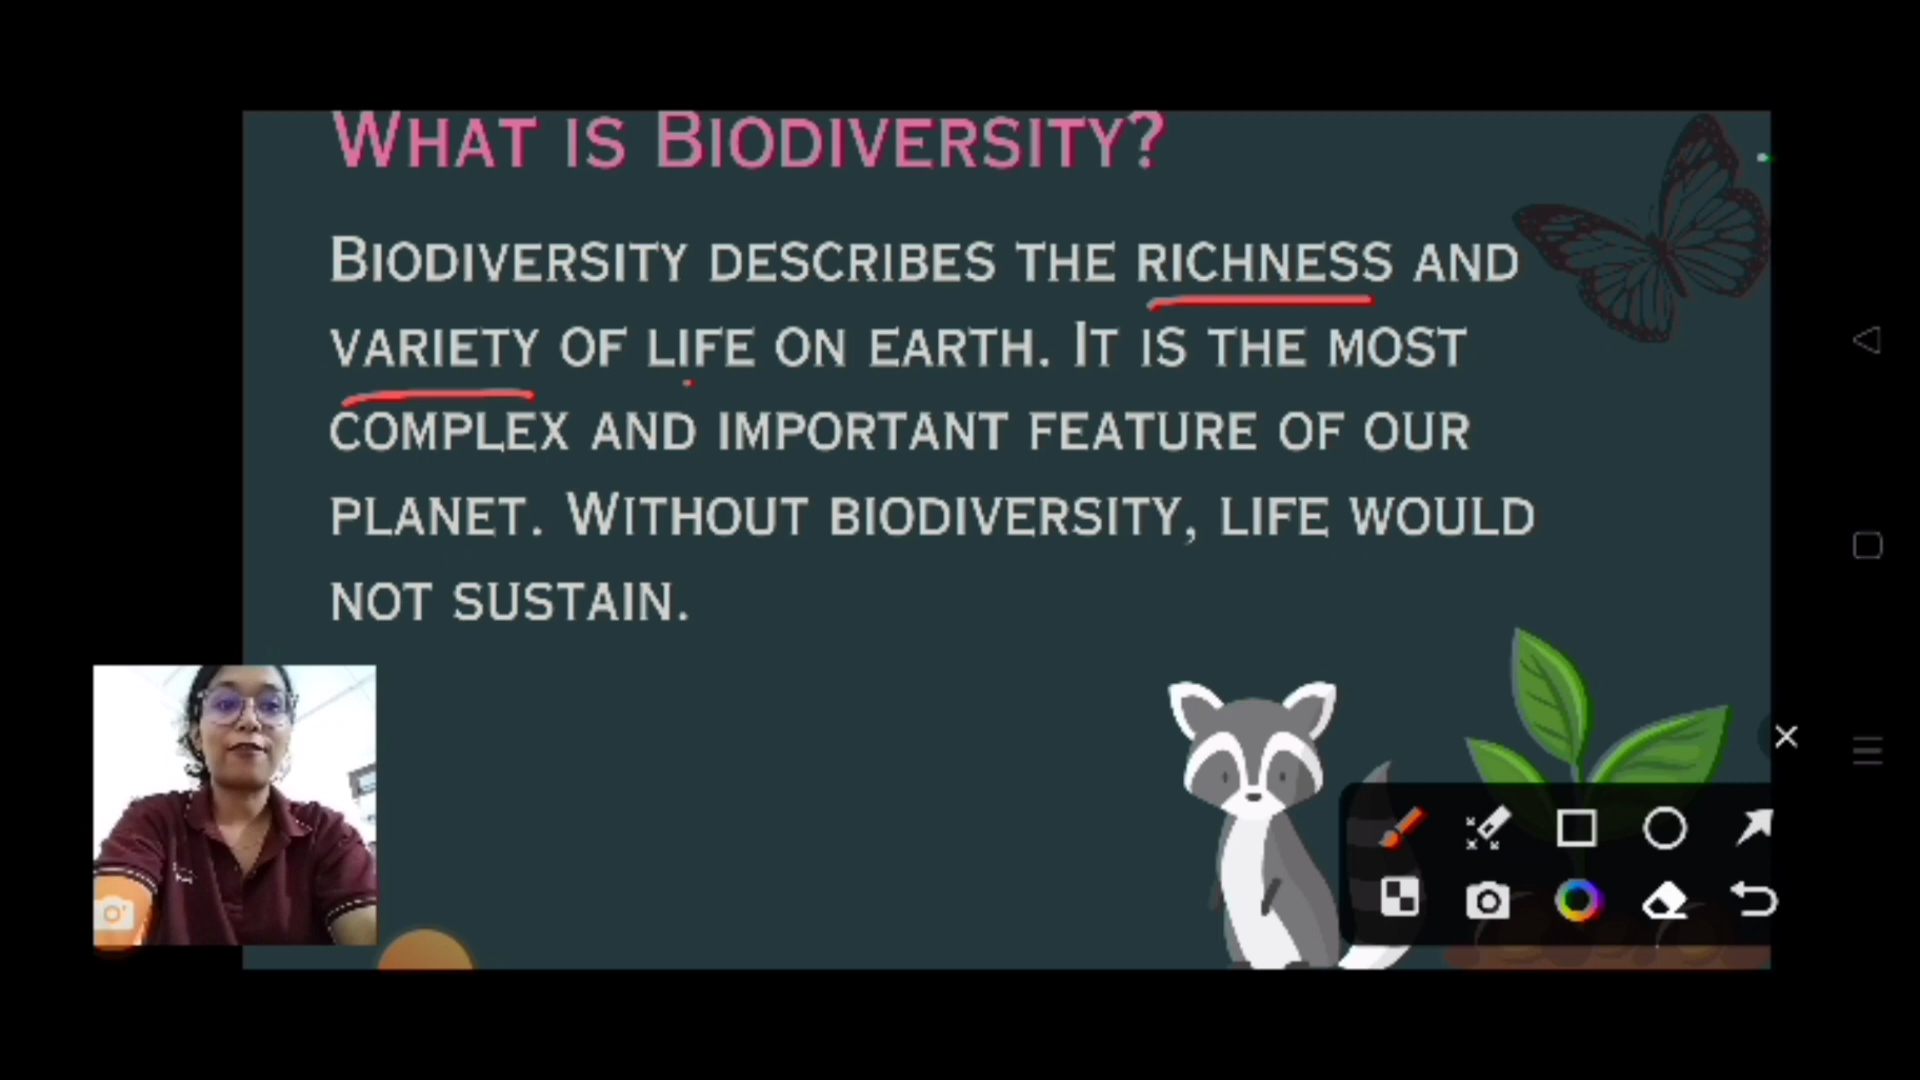 What is Biodiversity?
Biodiversity describes the richness and
variety of life on earth. It is the most
complex and important feature of our
planet. Without biodiversity, life would
not sustain.